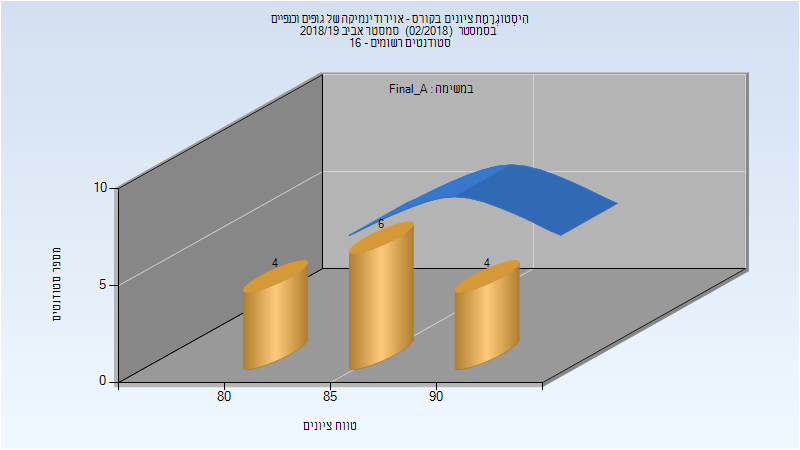 היסטוגרמת ציונים בקורס - אוירודינמיקה של גופים וכנפיים
בסמסטר (02/2018) סמסטר אביב 2018/19
סטודנטים רשומים - 16
במשימה : Final_A
10
5
0
מספר סטודנטים
4
6
4
80
85
90
טווח ציונים